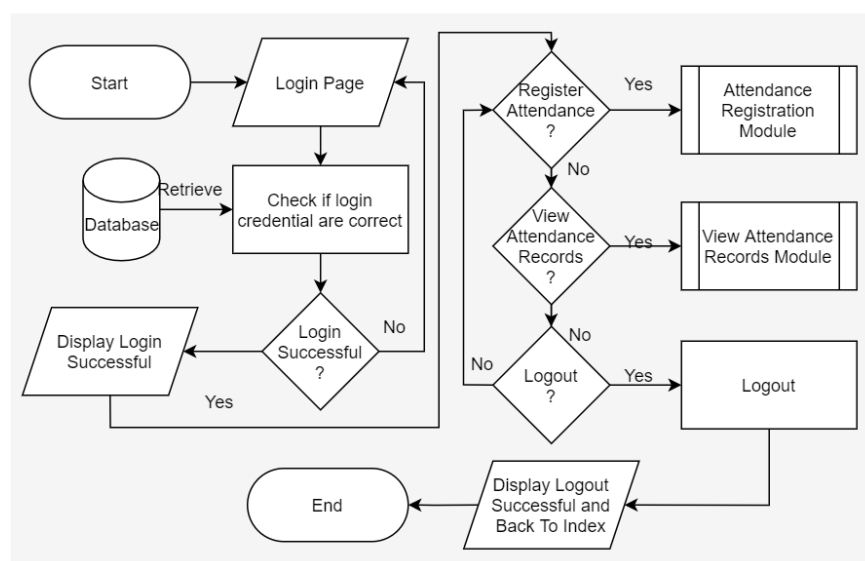 Start
Login Page
Retrieve
Database
Check if login
credential are correct
Login
Successful
?
No
Display Login
Successful
Yes
Register
Attendance
?
Yes
Attendance
Registration
Module
No
View
Attendance
Records
?
Yes
View Attendance
Records Module
No
No
Logout
?
Yes
Logout
Display Logout
Successful and
Back To Index
End